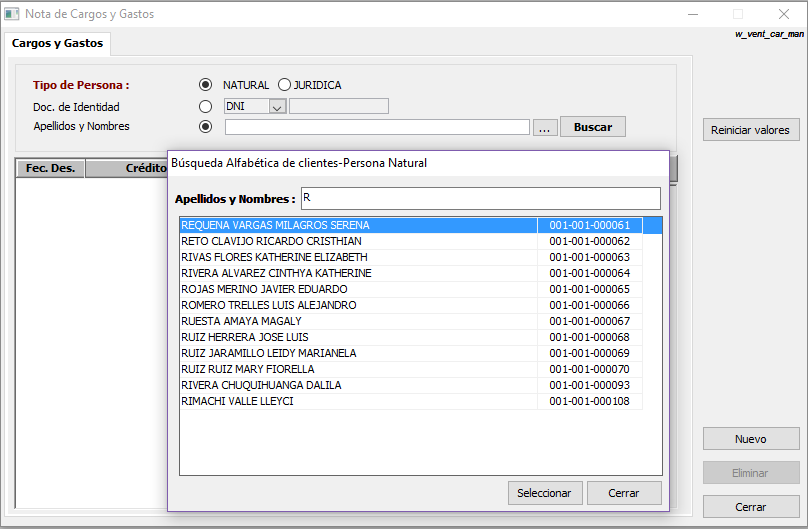 Nota de Cargos y Gastos
w_vent_car_man
Cargos y Gastos
Tipo de Persona : NATURAL JURIDICA
Doc. de Identidad DNI
Apellidos y Nombres ... Buscar
Reiniciar valores
Fec. Des. Crédito
Búsqueda Alfabética de clientes-Persona Natural
Apellidos y Nombres : R
REQUENA VARGAS MILAGROS SERENA 001-001-000061
RETO CLAVIJO RICARDO CRISTHIAN 001-001-000062
RIVAS FLORES KATHERINE ELIZABETH 001-001-000063
RIVERA ALVAREZ CINTHYA KATHERINE 001-001-000064
ROJAS MERINO JAVIER EDUARDO 001-001-000065
ROMERO TRELLES LUIS ALEJANDRO 001-001-000066
RUESTA AMAYA MAGALY 001-001-000067
RUIZ HERRERA JOSE LUIS 001-001-000068
RUIZ JARAMILLO LEIDY MARIANELA 001-001-000069
RUIZ RUIZ MARY FIORELLA 001-001-000070
RIVERA CHUQUIHUANGA DALILA 001-001-000093
RIMACHI VALLE LLEYCI 001-001-000108
Seleccionar Cerrar
Nuevo
Eliminar
Cerrar